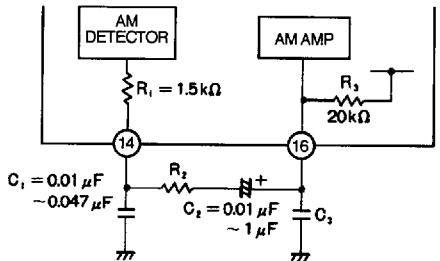 AM
DETECTOR
AM AMP
R1 = 1.5kΩ
R3
20kΩ
14
16
C1 = 0.01 μF
~0.047 μF
R2
+
C2 = 0.01 μF
~ 1 μF
C3